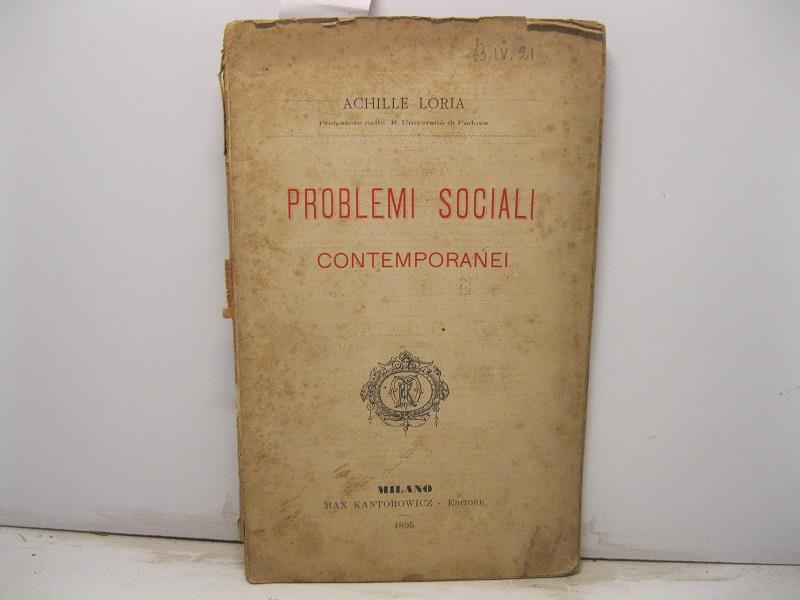 B. IV. 21
ACHILLE LORIA
Professore nella R. Università di Padova
PROBLEMI SOCIALI
CONTEMPORANEI
MILANO
MAX KANTOROWICZ - EDITORE
1895